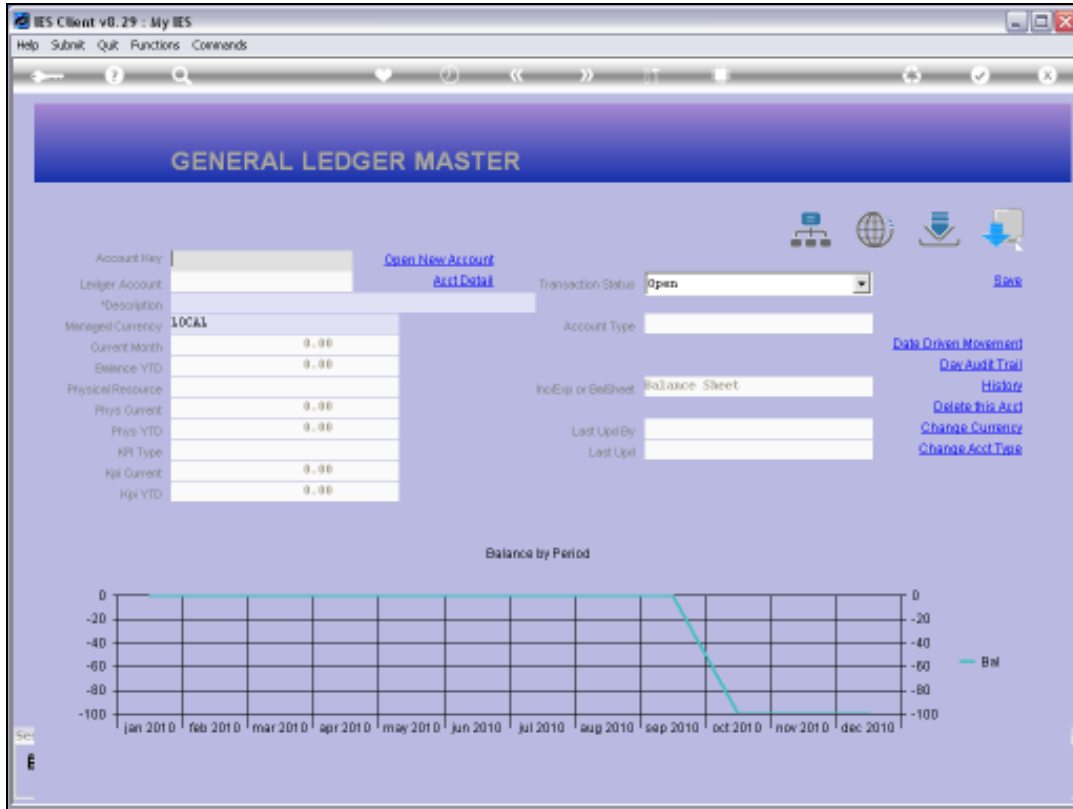 IES Client v8.29 : My IES
Help Submit Quit Functions Commands
GENERAL LEDGER MASTER
Account Key
Open New Account
Ledger Account
Acct Detail
Transaction Status Open
Save
*Description
Managed Currency LOCAL
Account Type
Current Month 0.00
Date Driven Movement
Balance YTD 0.00
Day Audit Trail
Physical Resource
Inc/Exp or BalSheet Balance Sheet
History
Phys Current 0.00
Delete this Acct
Phys YTD 0.00
Last Upd By
Change Currency
KPI Type
Last Upd
Change Acct Type
Kpi Current 0.00
Kpi YTD 0.00
Balance by Period
0 0
-20 -20
-40 -40
-60 -60
Bal
-80 -80
-100 -100
jan 2010 feb 2010 mar 2010 apr 2010 may 2010 jun 2010 jul 2010 aug 2010 sep 2010 oct 2010 nov 2010 dec 2010